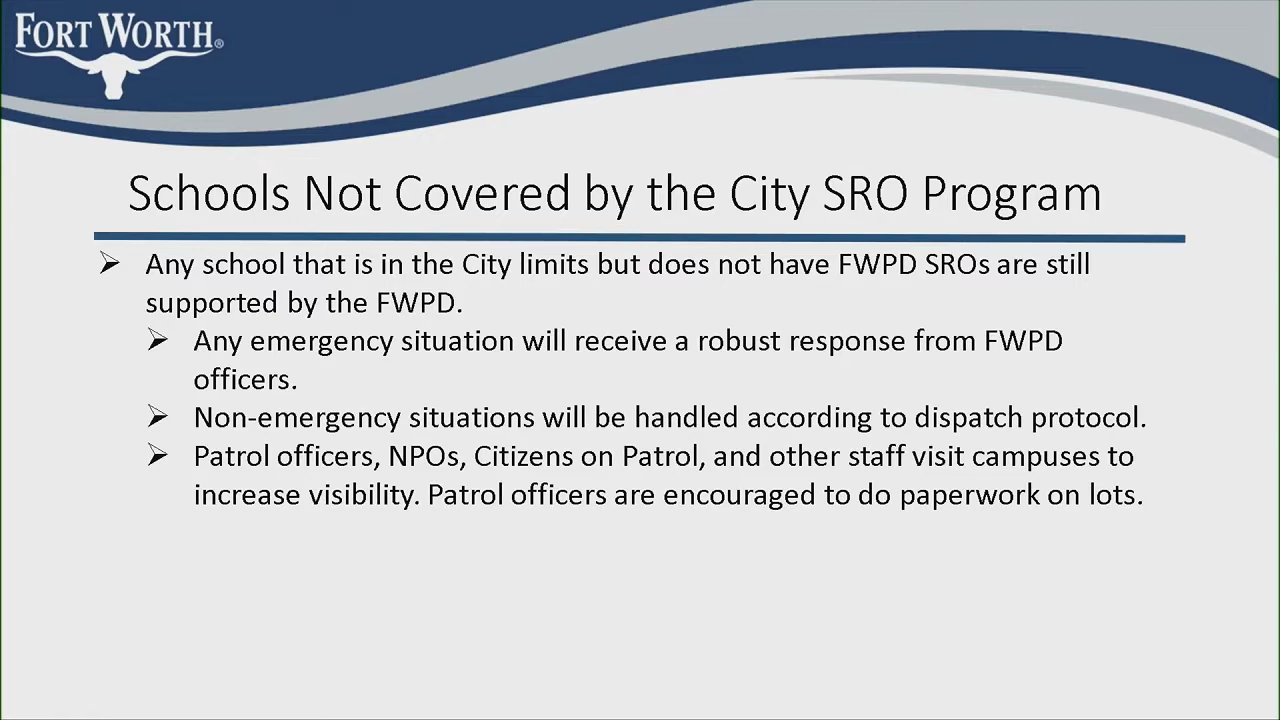 FORT WORTH®
Schools Not Covered by the City SRO Program
➢ Any school that is in the City limits but does not have FWPD SROs are still
supported by the FWPD.
➢ Any emergency situation will receive a robust response from FWPD
officers.
➢ Non-emergency situations will be handled according to dispatch protocol.
➢ Patrol officers, NPOs, Citizens on Patrol, and other staff visit campuses to
increase visibility. Patrol officers are encouraged to do paperwork on lots.